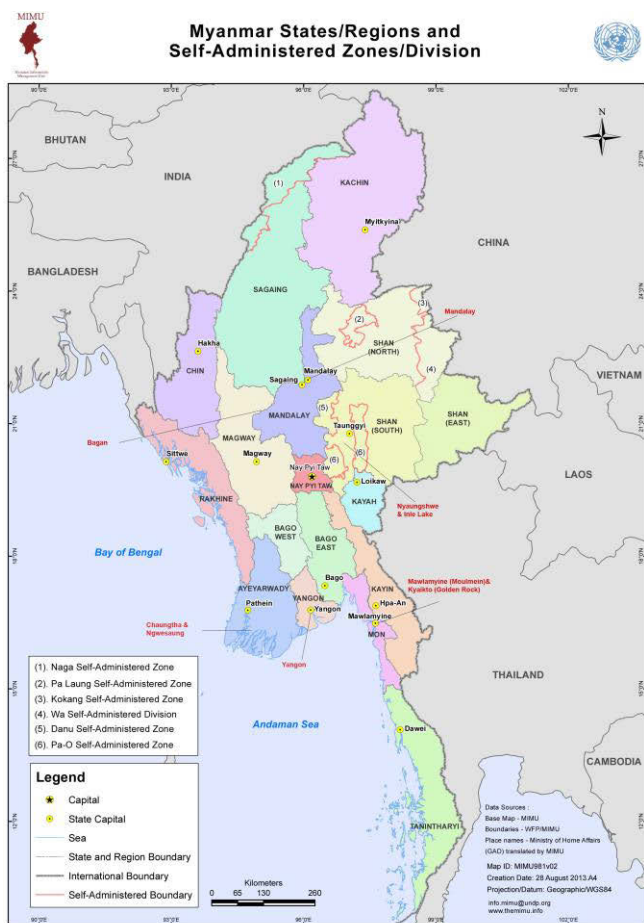 MIMU
Myanmar States/Regions and
Self-Administered Zones/Division
96°0'E
99°0'E
102°0'E
N
BHUTAN
INDIA
(1)
KACHIN
Myitkyina
CHINA
BANGLADESH
SAGAING
(2)
(3)
Mandalay
SHAN
(NORTH)
Hakha
CHIN
Sagaing
Mandalay
(4)
VIETNAM
MANDALAY
(5)
SHAN
(EAST)
Bagan
MAGWAY
Taunggyi
SHAN
(SOUTH)
Sittwe
Magway
Nay Pyi Taw
(6)
(6)
NAY PYI TAW
Loikaw
LAOS
RAKHINE
KAYAH
Nyaungshwe
& Inle Lake
BAGO
WEST
BAGO
EAST
Bay of Bengal
Bago
AYEYARWADY
YANGON
KAYIN
Mawlamyine (Moulmein)&
Kyaikto (Golden Rock)
Pathein
Yangon
Hpa-An
Mawlamyine
MON
Chaungtha &
Ngwesaung
Yangon
(1). Naga Self-Administered Zone
(2). Pa Laung Self-Administered Zone
(3). Kokang Self-Administered Zone
(4). Wa Self-Administered Division
(5). Danu Self-Administered Zone
(6). Pa-O Self-Administered Zone
THAILAND
Andaman Sea
Dawei
CAMBODIA
TANINTHARYI
Legend
Capital
State Capital
Sea
State and Region Boundary
International Boundary
Self-Administered Boundary
Kilometers
0 65 130 260
Data Sources :
Base Map - MIMU
Boundaries - WFP/MIMU
Place names - Ministry of Home Affairs
(GAD) translated by MIMU
Map ID: MIMU981v02
Creation Date: 28 August 2013.A4
Projection/Datum: Geographic/WGS84
info.mimu@undp.org
www.themimu.info